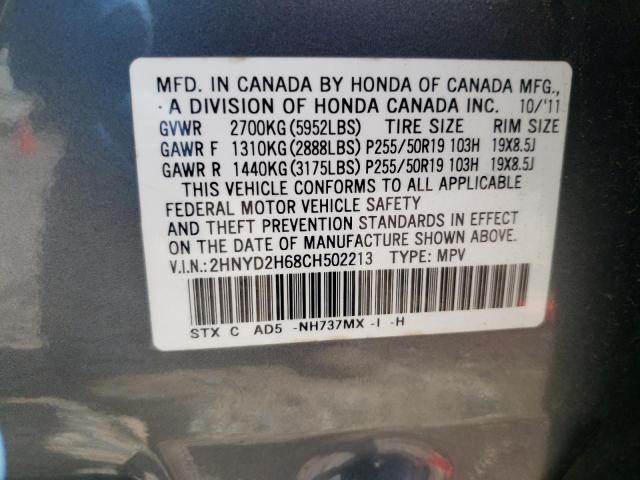 MFD. IN CANADA BY HONDA OF CANADA MFG.,
A DIVISION OF HONDA CANADA INC. 10/'11
GVWR 2700KG(5952LBS) TIRE SIZE RIM SIZE
GAWR F 1310KG(2888LBS) P255/50R19 103H 19X8.5J
GAWR R 1440KG(3175LBS) P255/50R19 103H 19X8.5J
THIS VEHICLE CONFORMS TO ALL APPLICABLE
FEDERAL MOTOR VEHICLE SAFETY
AND THEFT PREVENTION STANDARDS IN EFFECT
ON THE DATE OF MANUFACTURE SHOWN ABOVE.
V.I.N.:2HNYD2H68CH502213 TYPE: MPV
STX C AD5 -NH737MX -I -H